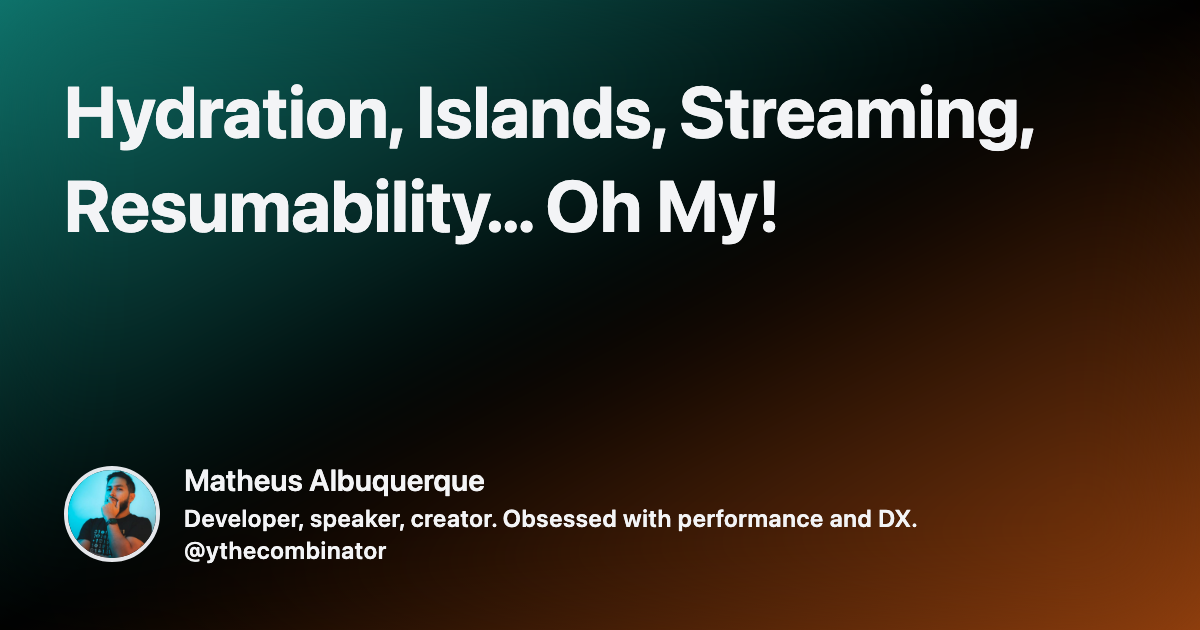 Hydration, Islands, Streaming,
Resumability… Oh My!
Matheus Albuquerque
Developer, speaker, creator. Obsessed with performance and DX.
@ythecombinator